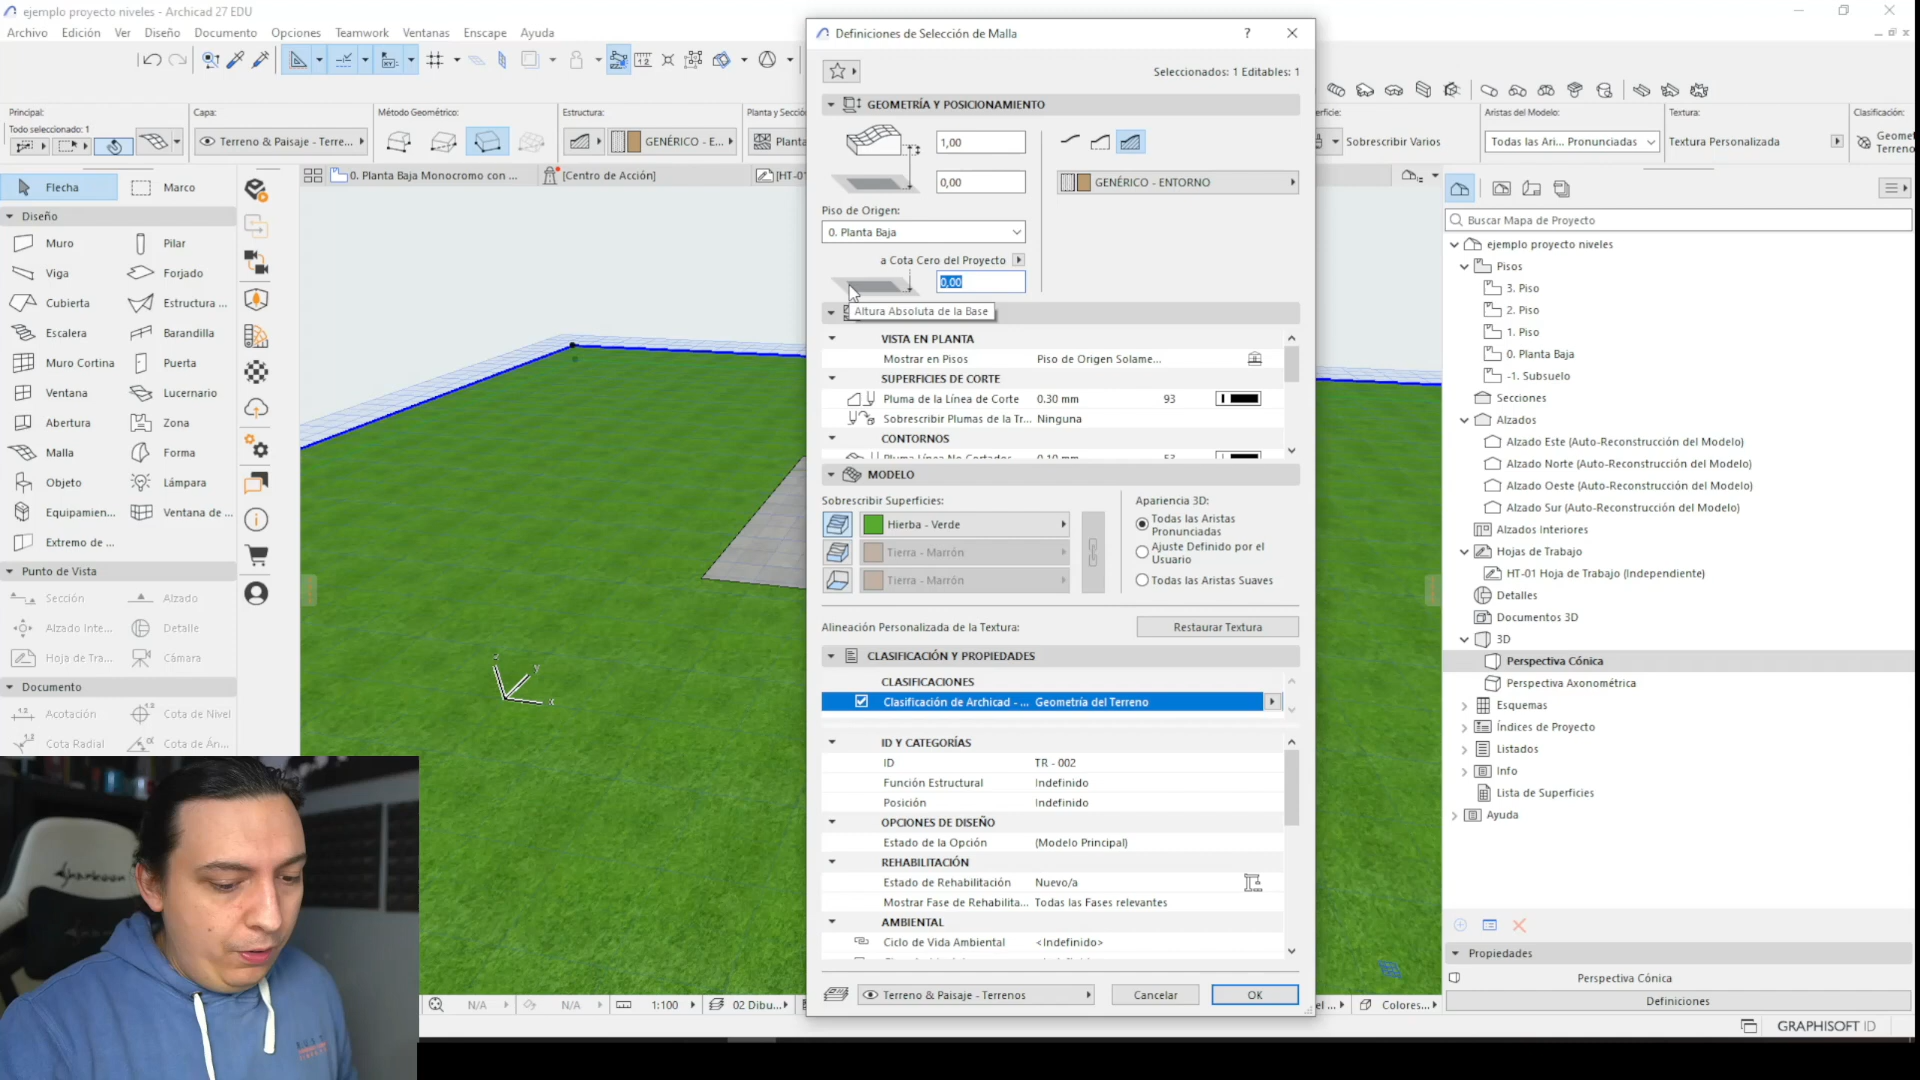 ejemplo proyecto niveles - Archicad 27 EDU
Archivo Edición Ver Diseño Documento Opciones Teamwork Ventanas Enscape Ayuda
Principal:
Todo seleccionado: 1
Capa:
Terreno & Paisaje - Terre...
Método Geométrico:
Estructura:
GENÉRICO - E...
Planta y Secció
Planta
0. Planta Baja Monocromo con ...
[Centro de Acción]
[HT-01
Flecha
Marco
Diseño
Muro
Pilar
Viga
Forjado
Cubierta
Estructura ...
Escalera
Barandilla
Muro Cortina
Puerta
Ventana
Lucernario
Abertura
Zona
Malla
Forma
Objeto
Lámpara
Equipamien...
Ventana de ...
Extremo de ...
Punto de Vista
Sección
Alzado
Alzado Inte...
Detalle
Hoja de Tra...
Cámara
Documento
Acotación
Cota de Nivel
Cota Radial
Cota de Án...
z
y
x
Definiciones de Selección de Malla
?
Seleccionados: 1 Editables: 1
GEOMETRÍA Y POSICIONAMIENTO
1,00
0,00
Piso de Origen:
0. Planta Baja
a Cota Cero del Proyecto
0,00
GENÉRICO - ENTORNO
Altura Absoluta de la Base
VISTA EN PLANTA
Mostrar en Pisos Piso de Origen Solame...
SUPERFICIES DE CORTE
Pluma de la Línea de Corte 0.30 mm 93
Sobrescribir Plumas de la Tr... Ninguna
CONTORNOS
Pluma Línea No Cortados 0.10 mm 53
MODELO
Sobrescribir Superficies:
Hierba - Verde
Tierra - Marrón
Tierra - Marrón
Apariencia 3D:
Todas las Aristas
Pronunciadas
Ajuste Definido por el
Usuario
Todas las Aristas Suaves
Alineación Personalizada de la Textura:
Restaurar Textura
CLASIFICACIÓN Y PROPIEDADES
CLASIFICACIONES
Clasificación de Archicad - ... Geometría del Terreno
ID Y CATEGORÍAS
ID TR - 002
Función Estructural Indefinido
Posición Indefinido
OPCIONES DE DISEÑO
Estado de la Opción (Modelo Principal)
REHABILITACIÓN
Estado de Rehabilitación Nuevo/a
Mostrar Fase de Rehabilita... Todas las Fases relevantes
AMBIENTAL
Ciclo de Vida Ambiental <Indefinido>
Terreno & Paisaje - Terrenos
Cancelar
OK
erficie:
Sobrescribir Varios
Aristas del Modelo:
Todas las Ari... Pronunciadas
Textura:
Textura Personalizada
Clasificación:
Geome
Terreno
Buscar Mapa de Proyecto
ejemplo proyecto niveles
Pisos
3. Piso
2. Piso
1. Piso
0. Planta Baja
-1. Subsuelo
Secciones
Alzados
Alzado Este (Auto-Reconstrucción del Modelo)
Alzado Norte (Auto-Reconstrucción del Modelo)
Alzado Oeste (Auto-Reconstrucción del Modelo)
Alzado Sur (Auto-Reconstrucción del Modelo)
Alzados Interiores
Hojas de Trabajo
HT-01 Hoja de Trabajo (Independiente)
Detalles
Documentos 3D
3D
Perspectiva Cónica
Perspectiva Axonométrica
Esquemas
Índices de Proyecto
Listados
Info
Lista de Superficies
Ayuda
Propiedades
Perspectiva Cónica
Definiciones
N/A
N/A
1:100
02 Dibu...
el ...
Colores...
GRAPHISOFT ID